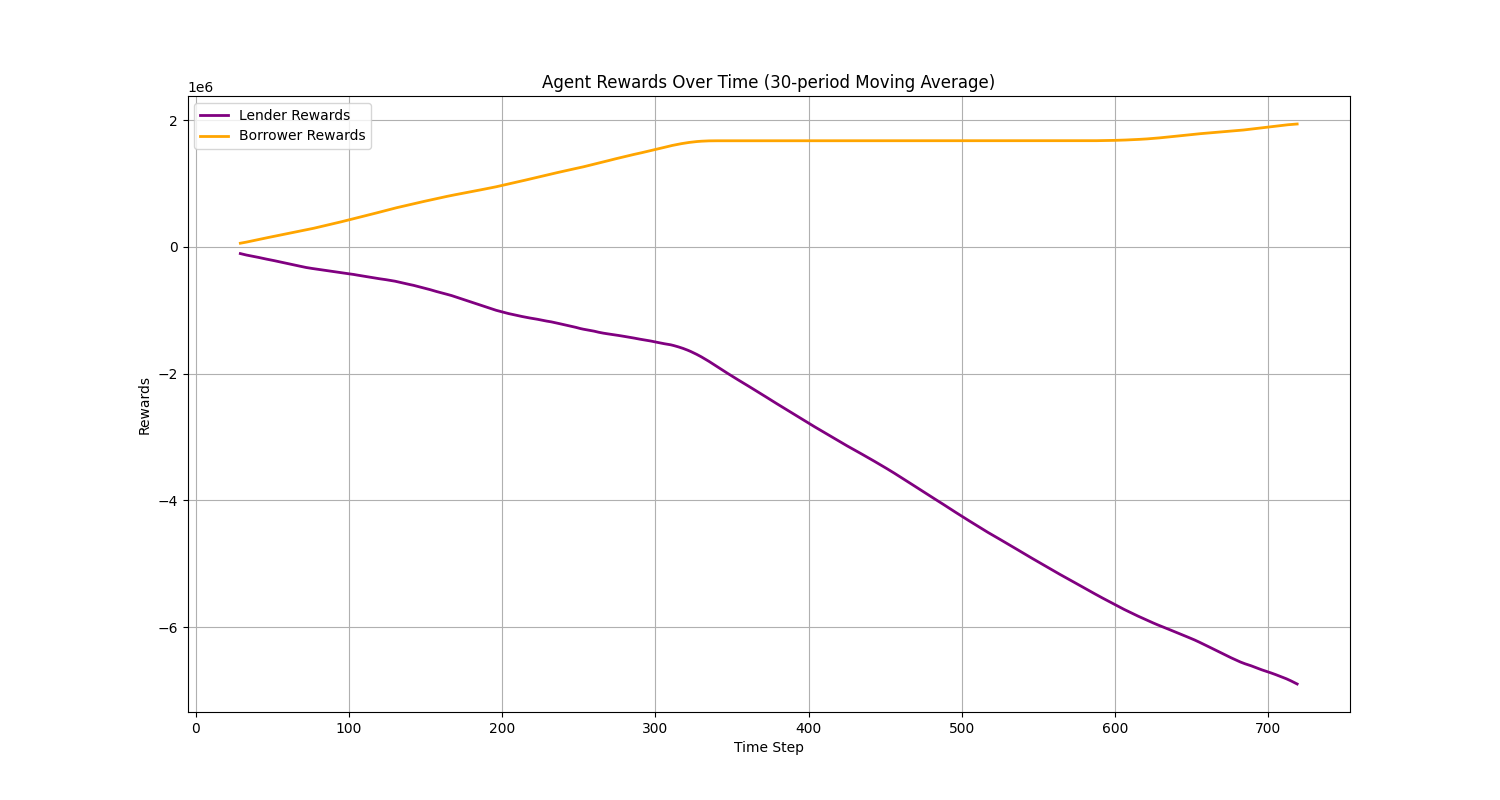 Agent Rewards Over Time (30-period Moving Average)
1e6
Lender Rewards
Borrower Rewards
2
0
−2
−4
−6
Rewards
0 100 200 300 400 500 600 700
Time Step